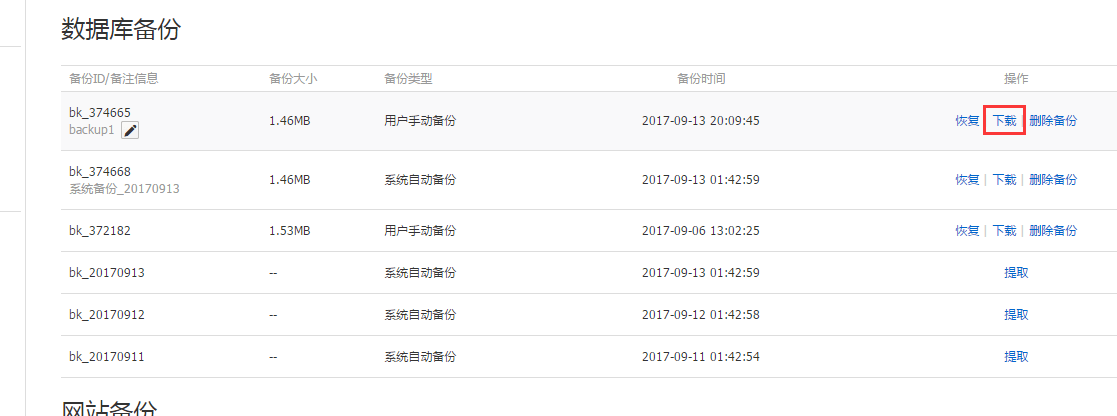 数据库备份
备份ID/备注信息 备份大小 备份类型 备份时间 操作
bk_374665
backup1
1.46MB 用户手动备份 2017-09-13 20:09:45 恢复 | 下载 | 删除备份
bk_374668
系统备份_20170913
1.46MB 系统自动备份 2017-09-13 01:42:59 恢复 | 下载 | 删除备份
bk_372182 1.53MB 用户手动备份 2017-09-06 13:02:25 恢复 | 下载 | 删除备份
bk_20170913 -- 系统自动备份 2017-09-13 01:42:59 提取
bk_20170912 -- 系统自动备份 2017-09-12 01:42:58 提取
bk_20170911 -- 系统自动备份 2017-09-11 01:42:54 提取
网站备份